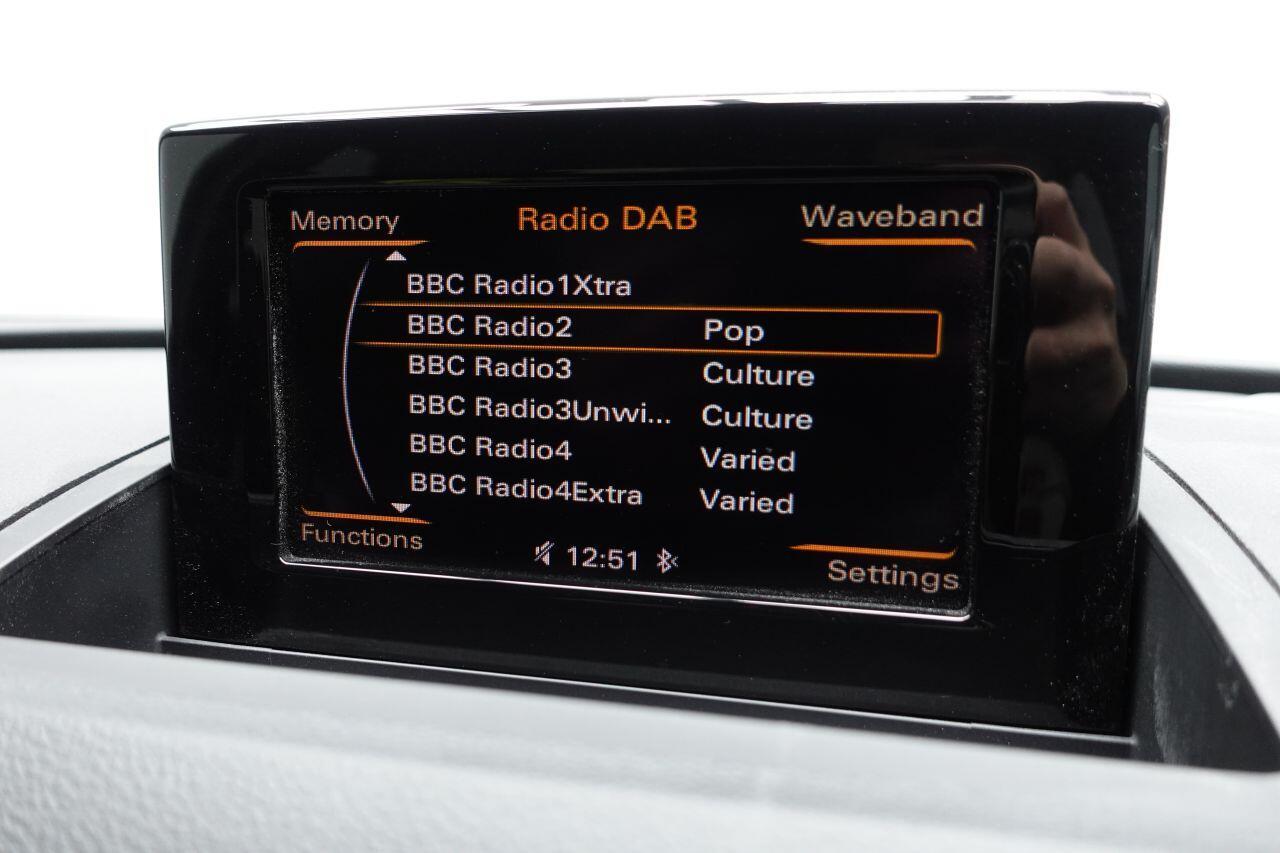 Memory Radio DAB Waveband
BBC Radio1Xtra
BBC Radio2 Pop
BBC Radio3 Culture
BBC Radio3Unwi... Culture
BBC Radio4 Varied
BBC Radio4Extra Varied
Functions 12:51 Settings